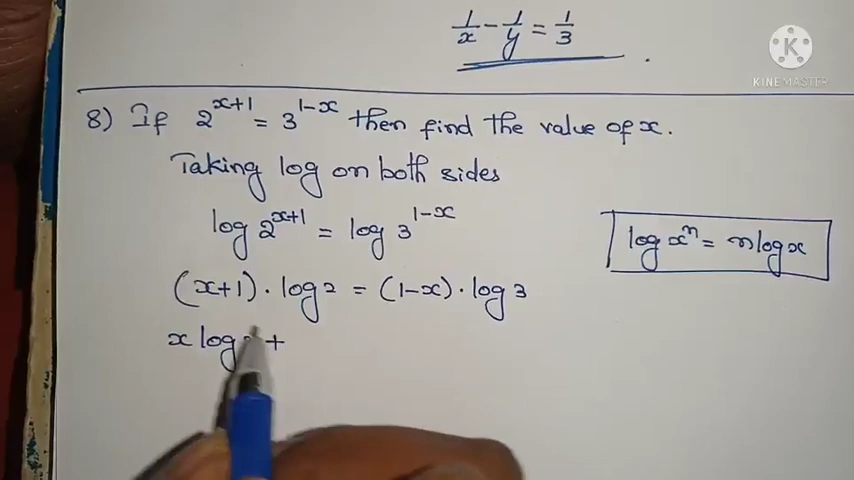 1/x - 1/y = 1/3
KINEMASTER
8) If 2^(x+1) = 3^(1-x) then find the value of x.
Taking log on both sides
log 2^(x+1) = log 3^(1-x)
log x^n = n log x
(x+1) · log 2 = (1-x) · log 3
x log +